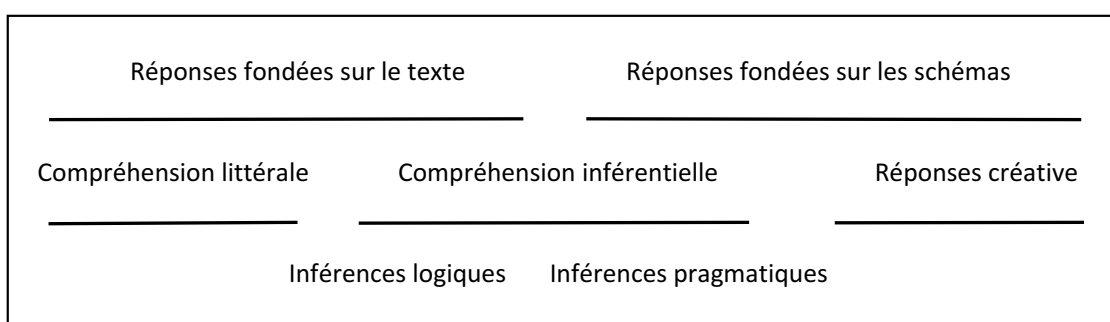 Réponses fondées sur le texte Réponses fondées sur les schémas
Compréhension littérale Compréhension inférentielle Réponses créative
Inférences logiques Inférences pragmatiques